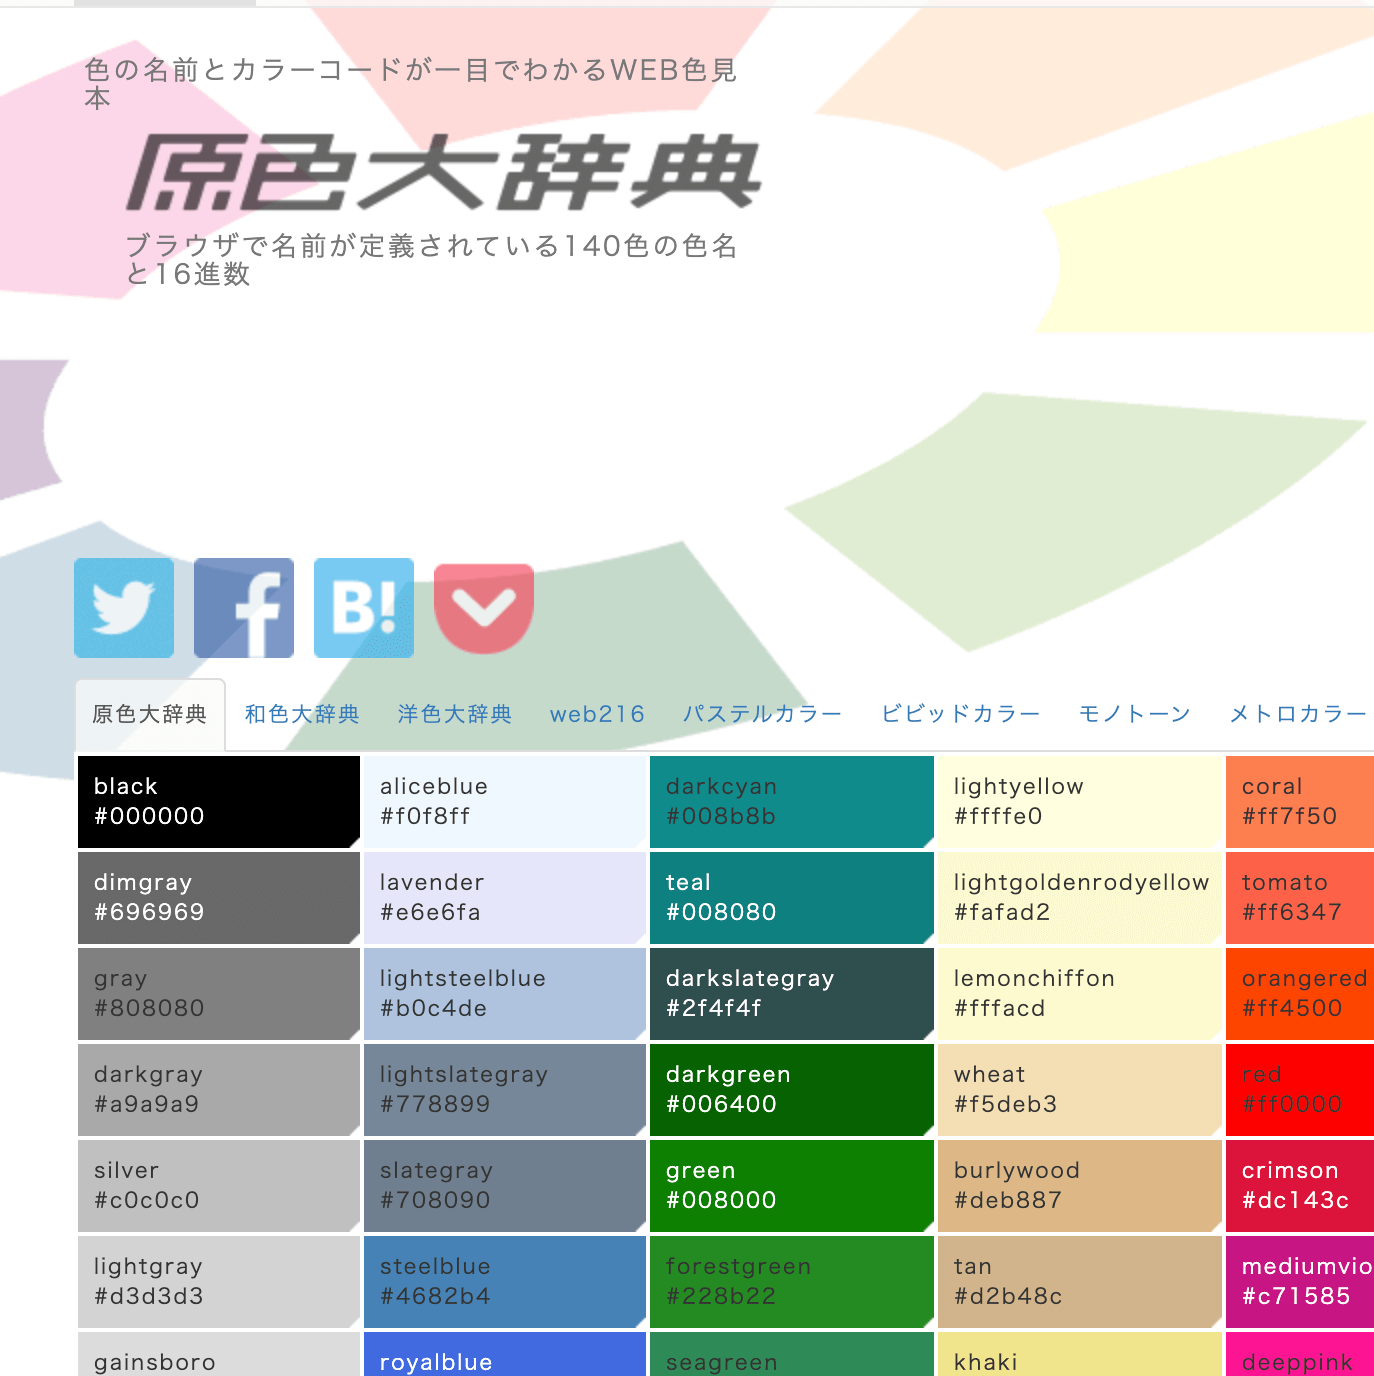 色の名前とカラーコードが一目でわかるWEB色見
本
原色大辞典
ブラウザで名前が定義されている140色の色名
と16進数
B!
原色大辞典 和色大辞典 洋色大辞典 web216 パステルカラー ビビッドカラー モノトーン メトロカラー
black aliceblue darkcyan lightyellow coral
#000000 #f0f8ff #008b8b #ffffe0 #ff7f50
dimgray lavender teal lightgoldenrodyellow tomato
#696969 #e6e6fa #008080 #fafad2 #ff6347
gray lightsteelblue darkslategray lemonchiffon orangered
#808080 #b0c4de #2f4f4f #fffacd #ff4500
darkgray lightslategray darkgreen wheat red
#a9a9a9 #778899 #006400 #f5deb3 #ff0000
silver slategray green burlywood crimson
#c0c0c0 #708090 #008000 #deb887 #dc143c
lightgray steelblue forestgreen tan mediumvio
#d3d3d3 #4682b4 #228b22 #d2b48c #c71585
gainsboro royalblue seagreen khaki deeppink